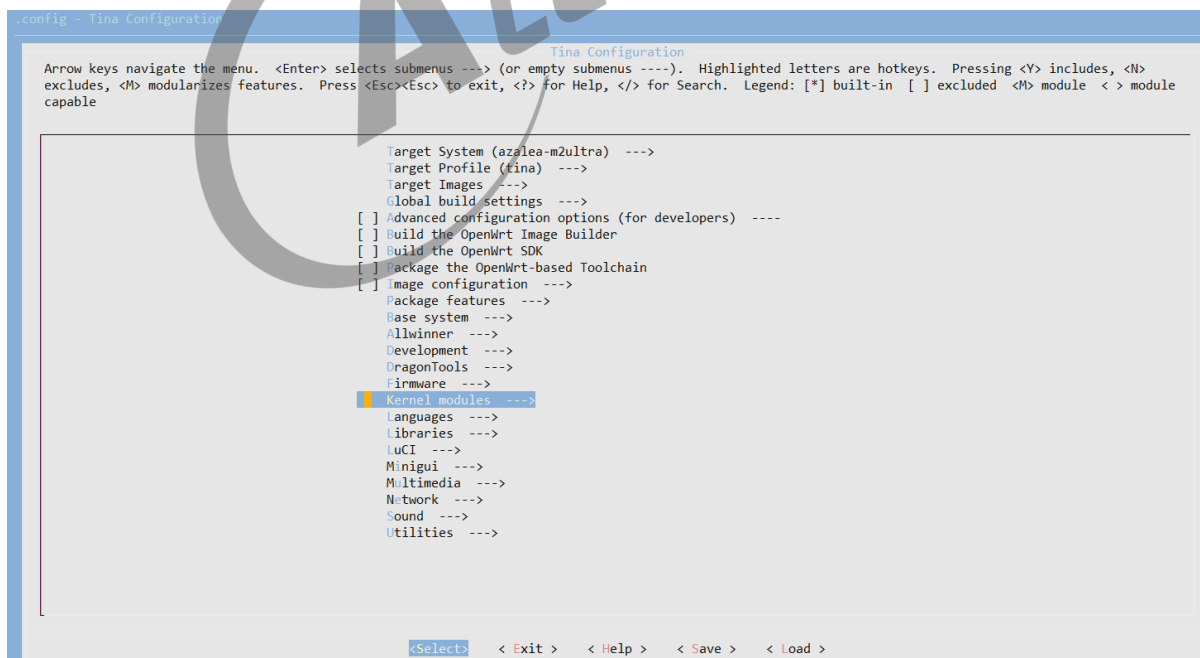 .config - Tina Configuration
Tina Configuration
Arrow keys navigate the menu.  <Enter> selects submenus ---> (or empty submenus ----).  Highlighted letters are hotkeys.  Pressing <Y> includes, <N>
excludes, <M> modularizes features.  Press <Esc><Esc> to exit, <?> for Help, </> for Search.  Legend: [*] built-in  [ ] excluded  <M> module  < > module
capable
Target System (azalea-m2ultra)  --->
Target Profile (tina)  --->
Target Images  --->
Global build settings  --->
[ ] Advanced configuration options (for developers)  ----
[ ] Build the OpenWrt Image Builder
[ ] Build the OpenWrt SDK
[ ] Package the OpenWrt-based Toolchain
[ ] Image configuration  --->
Package features  --->
Base system  --->
Allwinner  --->
Development  --->
DragonTools  --->
Firmware  --->
Kernel modules  --->
Languages  --->
Libraries  --->
LuCI  --->
Minigui  --->
Multimedia  --->
Network  --->
Sound  --->
Utilities  --->
<Select>    < Exit >    < Help >    < Save >    < Load >